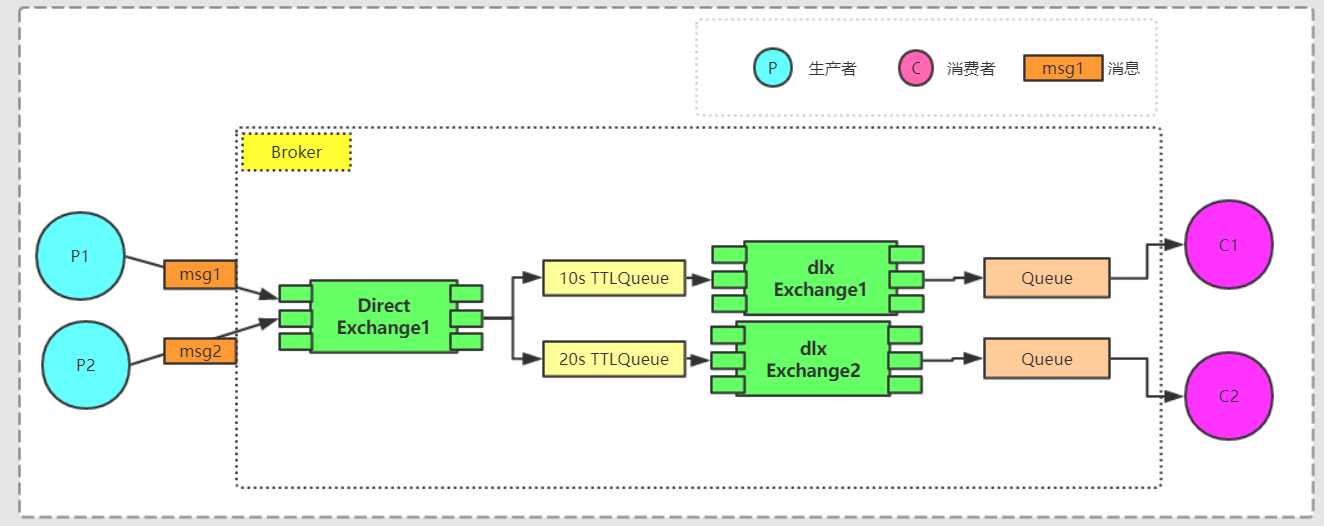 P
生产者
C
消费者
msg1
消息
Broker
P1
msg1
msg2
P2
Direct
Exchange1
10s TTLQueue
20s TTLQueue
dlx
Exchange1
dlx
Exchange2
Queue
Queue
C1
C2